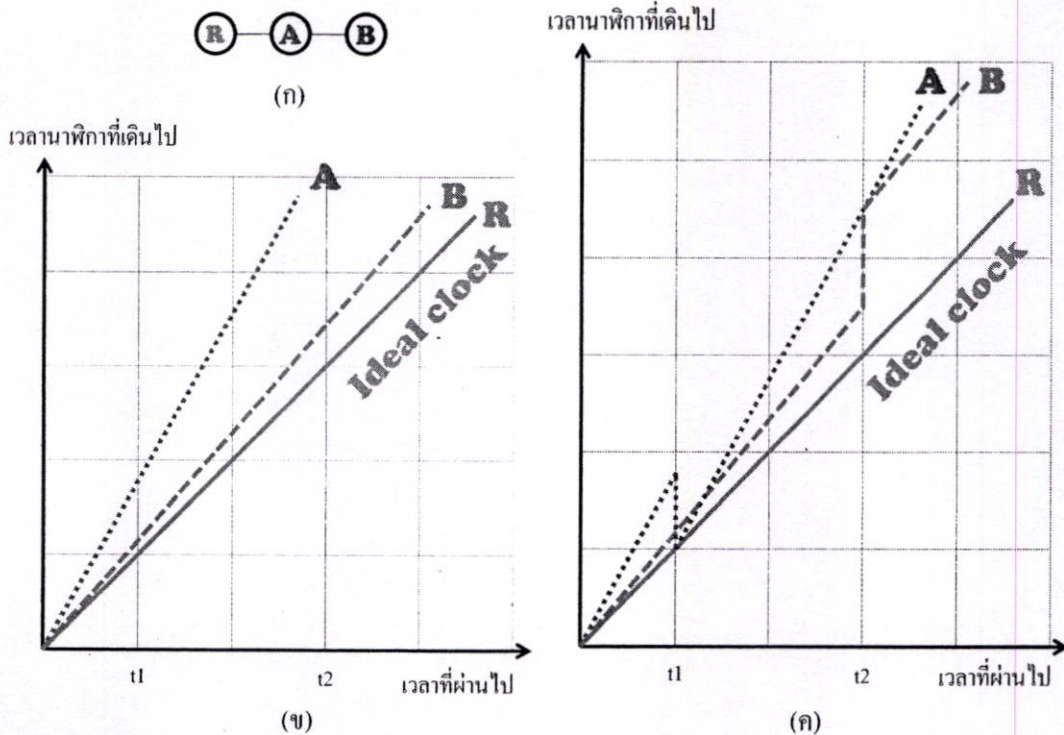 R A B
(ก)
เวลานาฬิกาที่เดินไป
A
B
R
Ideal clock
t1
t2
เวลาที่ผ่านไป
(ข)
เวลานาฬิกาที่เดินไป
A
B
R
Ideal clock
t1
t2
เวลาที่ผ่านไป
(ค)